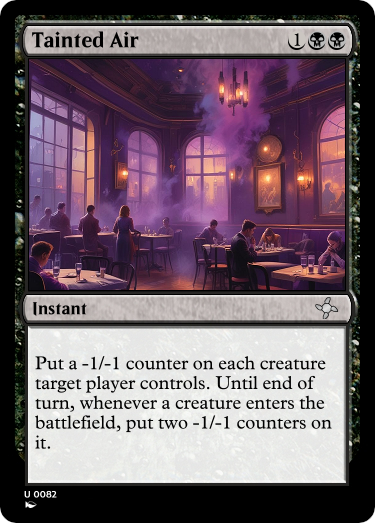 Tainted Air 1
Instant
Put a -1/-1 counter on each creature
target player controls. Until end of
turn, whenever a creature enters the
battlefield, put two -1/-1 counters on
it.
U 0082